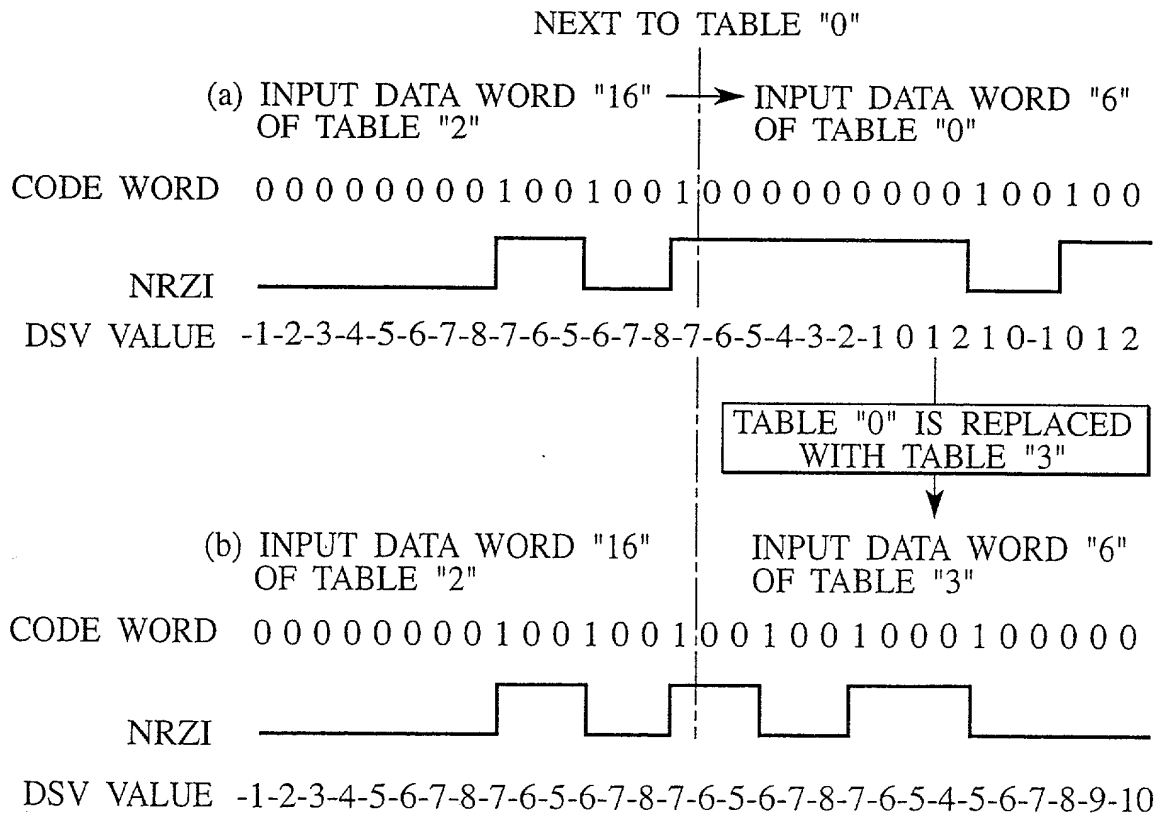 NEXT TO TABLE "0"
(a) INPUT DATA WORD "16" OF TABLE "2"
INPUT DATA WORD "6" OF TABLE "0"
CODE WORD 0 0 0 0 0 0 0 0 1 0 0 1 0 0 1 0 0 0 0 0 0 0 0 0 1 0 0 1 0 0
NRZI
DSV VALUE -1-2-3-4-5-6-7-8-7-6-5-6-7-8-7-6-5-4-3-2-1 0 1 2 1 0-1 0 1 2
TABLE "0" IS REPLACED
WITH TABLE "3"
(b) INPUT DATA WORD "16" OF TABLE "2"
INPUT DATA WORD "6" OF TABLE "3"
CODE WORD 0 0 0 0 0 0 0 0 1 0 0 1 0 0 1 0 0 1 0 0 1 0 0 0 1 0 0 0 0 0
NRZI
DSV VALUE -1-2-3-4-5-6-7-8-7-6-5-6-7-8-7-6-5-6-7-8-7-6-5-4-5-6-7-8-9-10